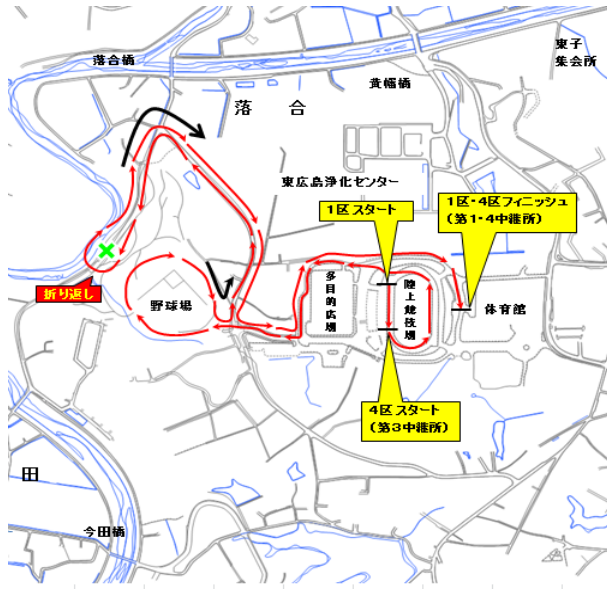 落合橋
東子
集会所
黄幡橋
落合
東広島浄化センター
1区スタート
1区・4区フィニッシュ
(第1・4中継所)
折り返し
野球場
多目的広場
陸上競技場
体育館
4区スタート
(第3中継所)
田
今田橋